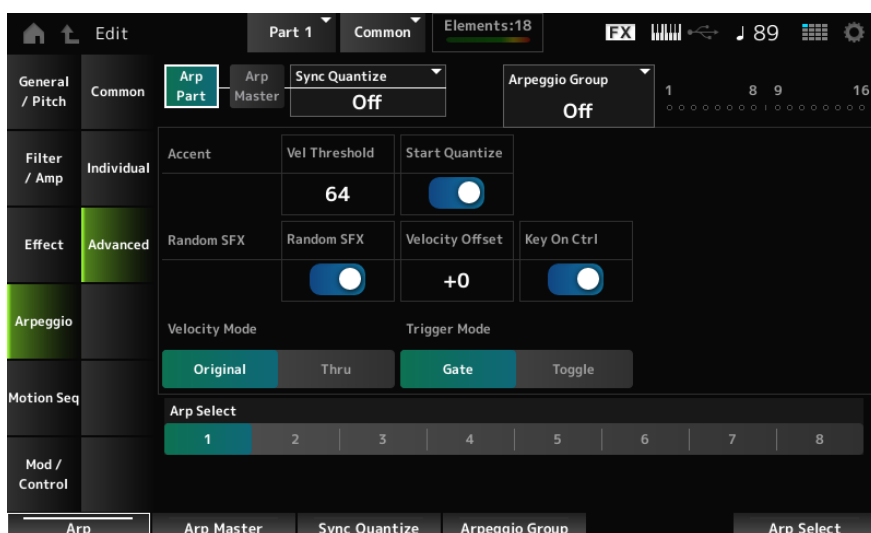 Edit
Part 1
Common
Elements:18
FX
89
General / Pitch
Common
Arp Part
Arp Master
Sync Quantize
Off
Arpeggio Group
Off
1 8 9 16
Filter / Amp
Individual
Accent
Vel Threshold
64
Start Quantize
Effect
Advanced
Random SFX
Random SFX
Velocity Offset
+0
Key On Ctrl
Arpeggio
Velocity Mode
Original
Thru
Trigger Mode
Gate
Toggle
Motion Seq
Arp Select
1 2 3 4 5 6 7 8
Mod / Control
Arp
Arp Master
Sync Quantize
Arpeggio Group
Arp Select